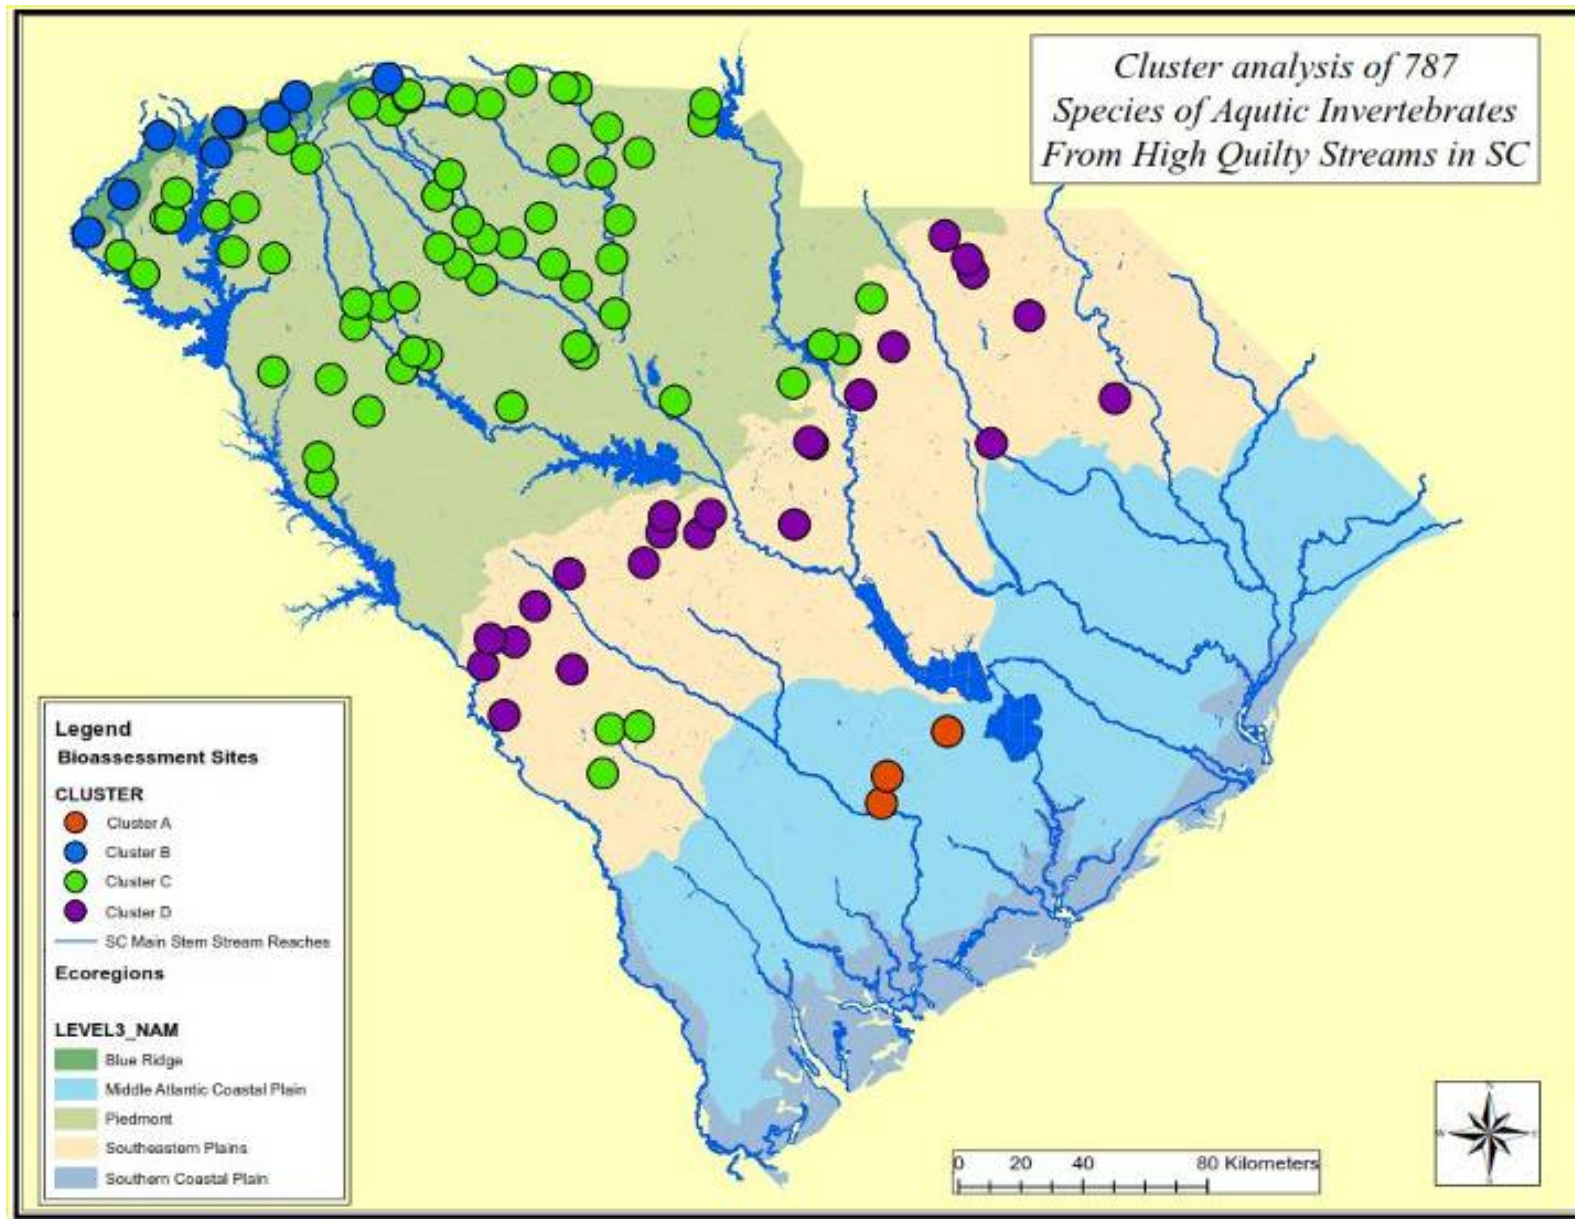 Cluster analysis of 787
Species of Aqutic Invertebrates
From High Quilty Streams in SC
Legend
Bioassessment Sites
CLUSTER
Cluster A
Cluster B
Cluster C
Cluster D
SC Main Stem Stream Reaches
Ecoregions
LEVEL3_NAM
Blue Ridge
Middle Atlantic Coastal Plain
Piedmont
Southeastern Plains
Southern Coastal Plain
0 20 40 80 Kilometers
N
W E
S